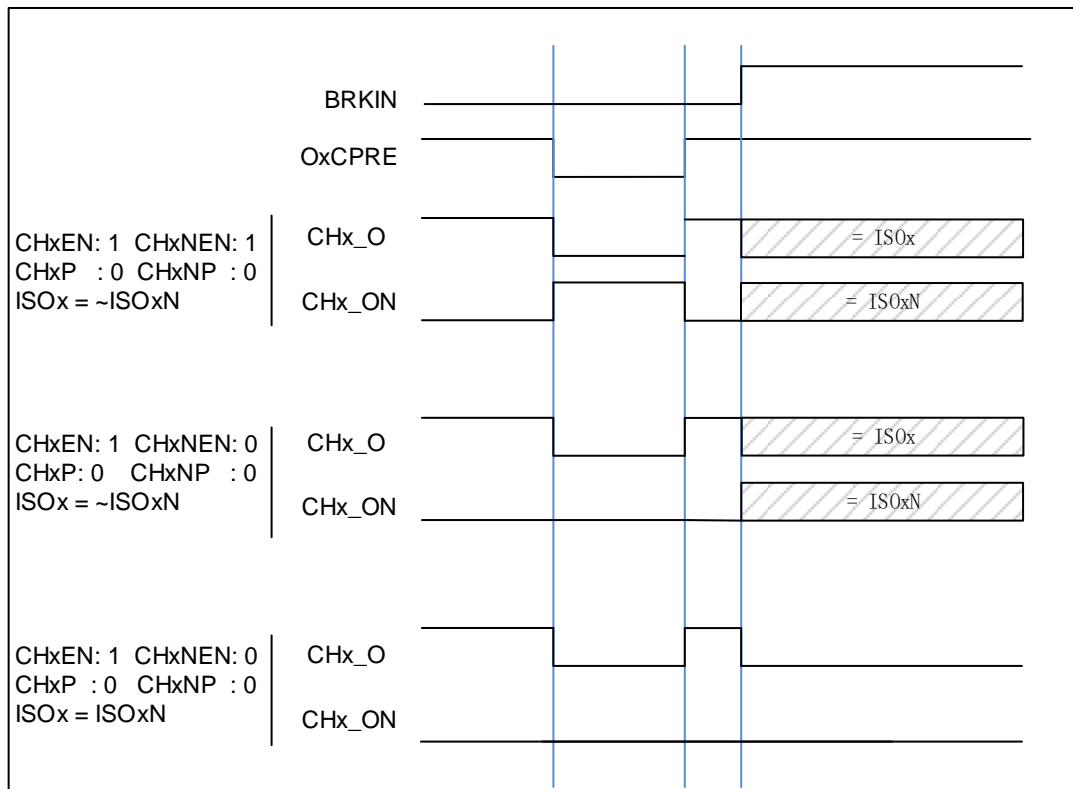 BRKIN
OxCPRE
CHxEN: 1 CHxNEN: 1
CHxP : 0 CHxNP : 0
ISOx = ~ISOxN
CHx_O
= ISOx
CHx_ON
= ISOxN
CHxEN: 1 CHxNEN: 0
CHxP: 0 CHxNP : 0
ISOx = ~ISOxN
CHx_O
= ISOx
CHx_ON
= ISOxN
CHxEN: 1 CHxNEN: 0
CHxP : 0 CHxNP : 0
ISOx = ISOxN
CHx_O
CHx_ON